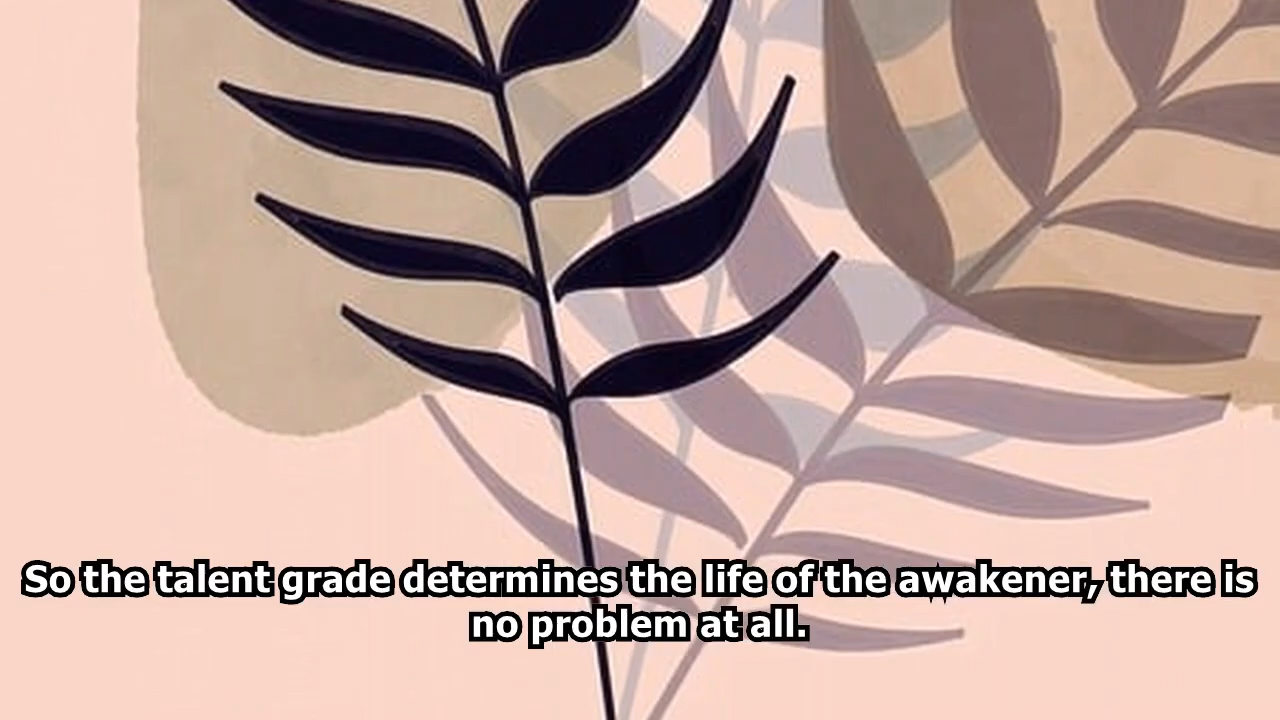 So the talent grade determines the life of the awakener, there is
no problem at all.